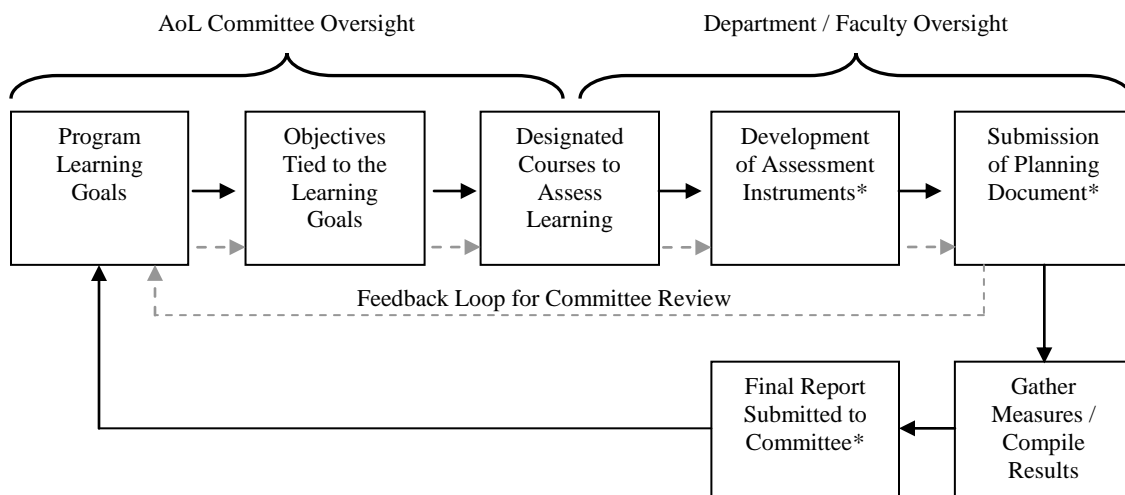 AoL Committee Oversight
Department / Faculty Oversight
Program
Learning
Goals
Objectives
Tied to the
Learning
Goals
Designated
Courses to
Assess
Learning
Development
of Assessment
Instruments*
Submission
of Planning
Document*
Feedback Loop for Committee Review
Final Report
Submitted to
Committee*
Gather
Measures /
Compile
Results